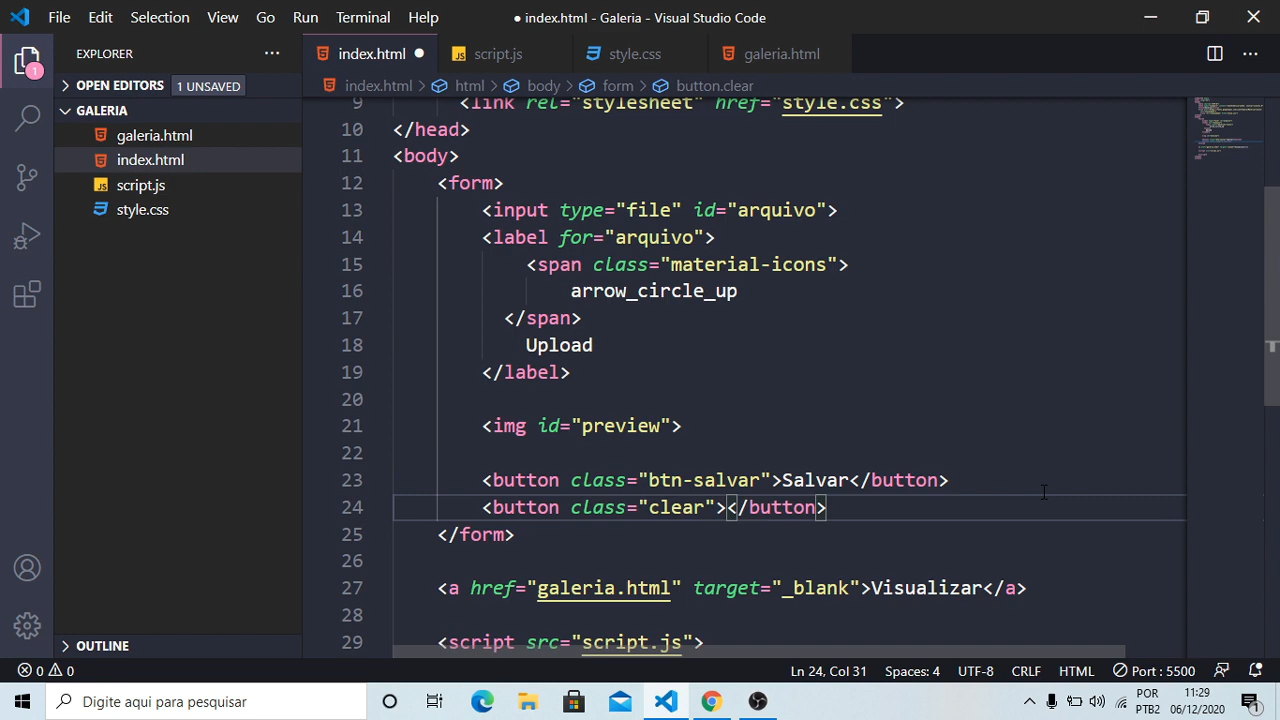 File Edit Selection View Go Run Terminal Help
● index.html - Galeria - Visual Studio Code
EXPLORER
index.html
script.js
style.css
galeria.html
1
OPEN EDITORS 1 UNSAVED
index.html > html > body > form > button.clear
GALERIA
galeria.html
index.html
script.js
style.css
9 <link rel="stylesheet" href="style.css">
10 </head>
11 <body>
12 <form>
13 <input type="file" id="arquivo">
14 <label for="arquivo">
15 <span class="material-icons">
16 arrow_circle_up
17 </span>
18 Upload
19 </label>
20
21 <img id="preview">
22
23 <button class="btn-salvar">Salvar</button>
24 <button class="clear"></button>
25 </form>
26
27 <a href="galeria.html" target="_blank">Visualizar</a>
28
29 <script src="script.js">
OUTLINE
0 0
Ln 24, Col 31 Spaces: 4 UTF-8 CRLF HTML Port : 5500
Digite aqui para pesquisar
POR
PTB2
11:29
06/12/2020
1